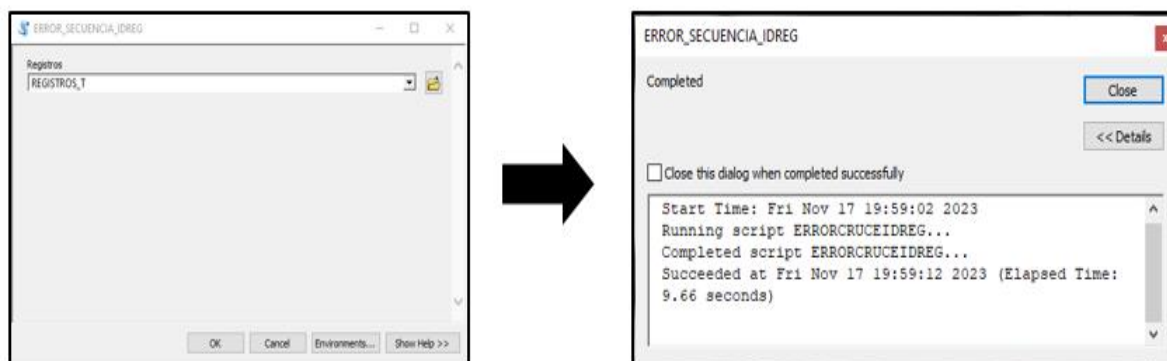 ERROR_SECUENCIA_IDREG
Registros
REGISTROS_T
OK
Cancel
Environments...
Show Help >>
ERROR_SECUENCIA_IDREG
Completed
Close
<< Details
Close this dialog when completed successfully
Start Time: Fri Nov 17 19:59:02 2023
Running script ERRORCRUCEIDREG...
Completed script ERRORCRUCEIDREG...
Succeeded at Fri Nov 17 19:59:12 2023 (Elapsed Time:
9.66 seconds)